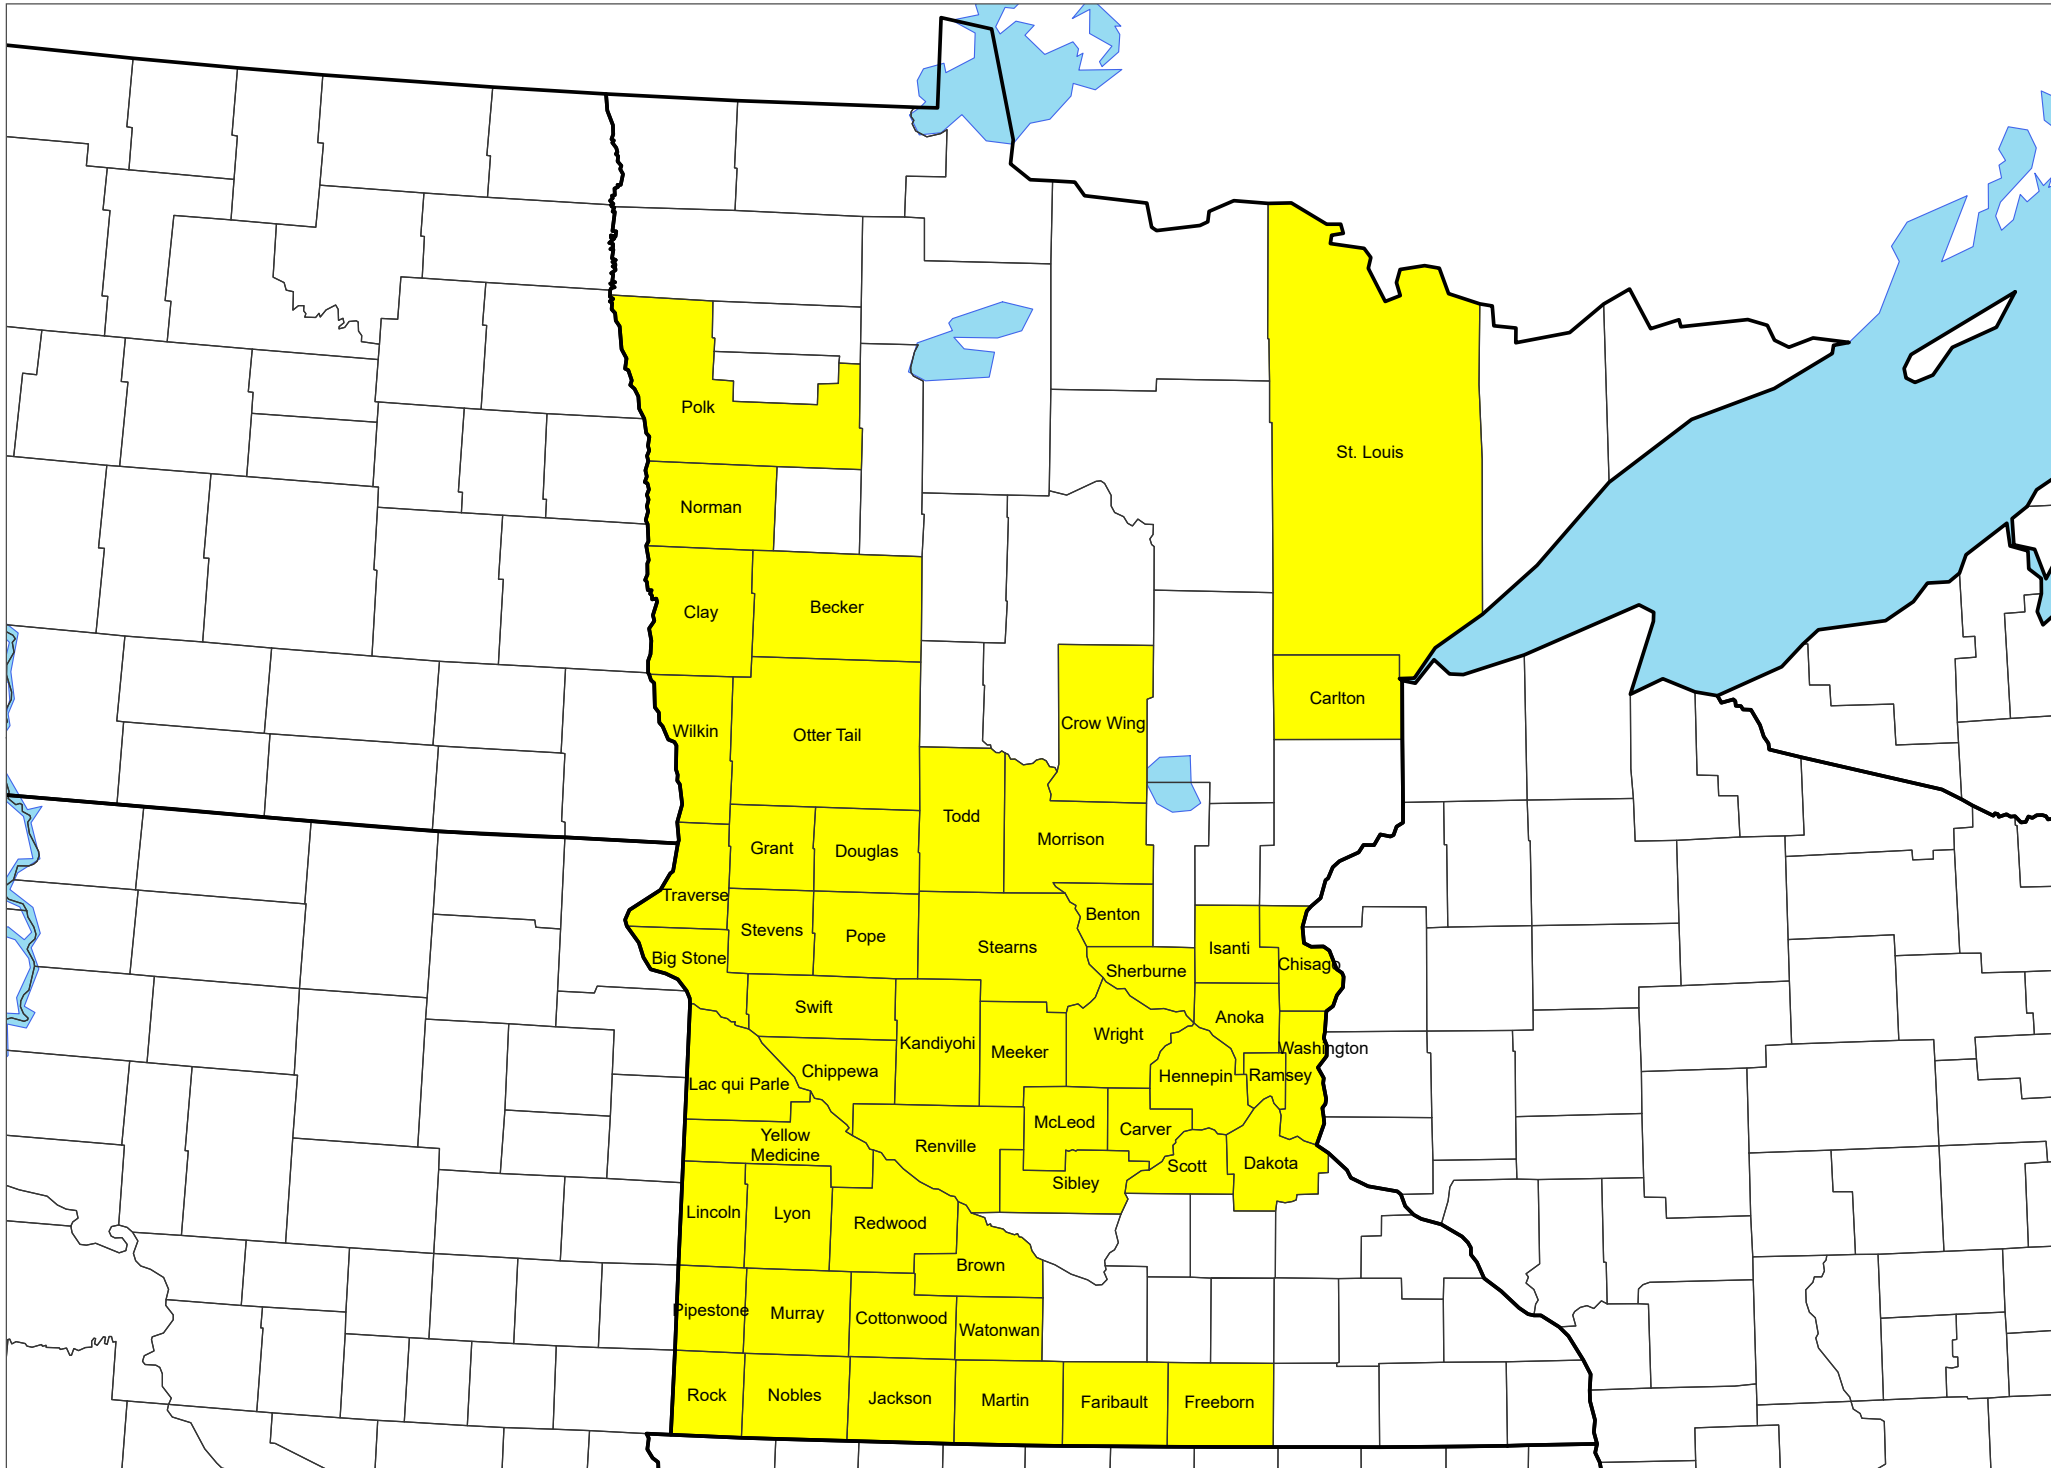 Polk
St. Louis
Norman
Clay
Becker
Carlton
Crow Wing
Wilkin
Otter Tail
Todd
Morrison
Grant
Douglas
Traverse
Benton
Stevens
Pope
Stearns
Isanti
Big Stone
Sherburne
Chisago
Swift
Anoka
Kandiyohi
Wright
Meeker
Washington
Chippewa
Hennepin
Ramsey
Lac qui Parle
McLeod
Carver
Yellow
Medicine
Renville
Scott
Dakota
Sibley
Lincoln
Lyon
Redwood
Brown
Pipestone
Murray
Cottonwood
Watonwan
Rock
Nobles
Jackson
Martin
Faribault
Freeborn